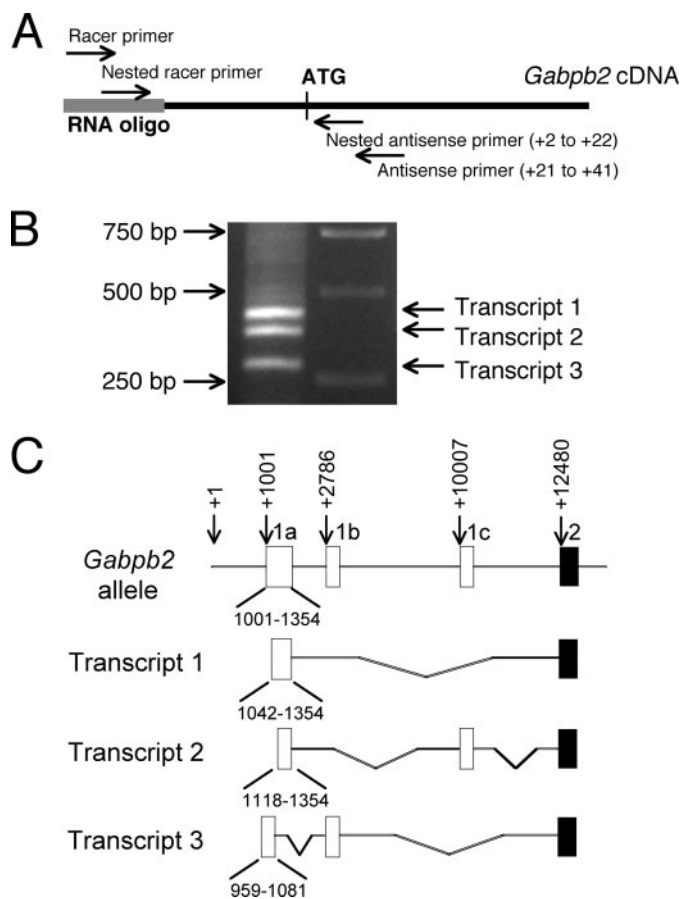 A
Racer primer
Nested racer primer
ATG
Gabpb2 cDNA
RNA oligo
Nested antisense primer (+2 to +22)
Antisense primer (+21 to +41)
B
750 bp
500 bp
250 bp
Transcript 1
Transcript 2
Transcript 3
C
+1
+1001
+2786
+10007
+12480
1a
1b
1c
2
Gabpb2
allele
1001-1354
Transcript 1
1042-1354
Transcript 2
1118-1354
Transcript 3
959-1081